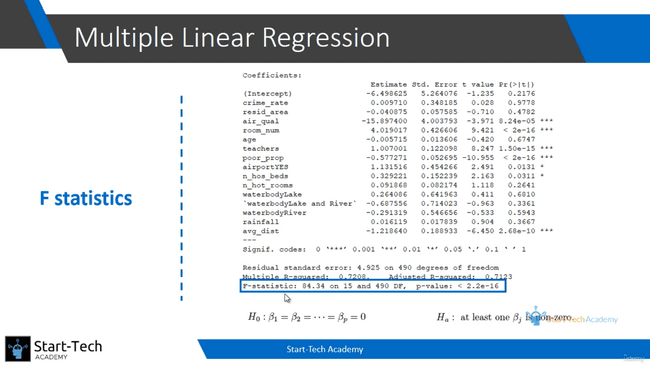 Multiple Linear Regression
F statistics
Coefficients:
Estimate Std. Error t value Pr(>|t|)
(Intercept) -6.498625 5.264076 -1.235 0.2176
crime_rate 0.009710 0.348185 0.028 0.9778
resid_area -0.040875 0.057585 -0.710 0.4782
air_qual -15.897400 4.003793 -3.971 8.24e-05 ***
room_num 4.019017 0.426606 9.421 < 2e-16 ***
age -0.005715 0.013606 -0.420 0.6747
teachers 1.007001 0.122098 8.247 1.50e-15 ***
poor_prop -0.577271 0.052695 -10.955 < 2e-16 ***
airportYES 1.131516 0.454266 2.491 0.0131 *
n_hos_beds 0.329221 0.152239 2.163 0.0311 *
n_hot_rooms 0.091868 0.082174 1.118 0.2641
waterbodyLake 0.264086 0.641963 0.411 0.6810
`waterbodyLake and River` -0.687556 0.714023 -0.963 0.3361
waterbodyRiver -0.291319 0.546656 -0.533 0.5943
rainfall 0.016119 0.017839 0.904 0.3667
avg_dist -1.218640 0.188933 -6.450 2.68e-10 ***
---
Signif. codes: 0 '***' 0.001 '**' 0.01 '*' 0.05 '.' 0.1 ' ' 1
Residual standard error: 4.925 on 490 degrees of freedom
Multiple R-squared: 0.7208, Adjusted R-squared: 0.7123
F-statistic: 84.34 on 15 and 490 DF, p-value: < 2.2e-16
H₀ : β₁ = β₂ = ⋯ = βₚ = 0
Hₐ : at least one βⱼ is non-zero.
Start-Tech Academy
Start-Tech
ACADEMY
Start-Tech Academy